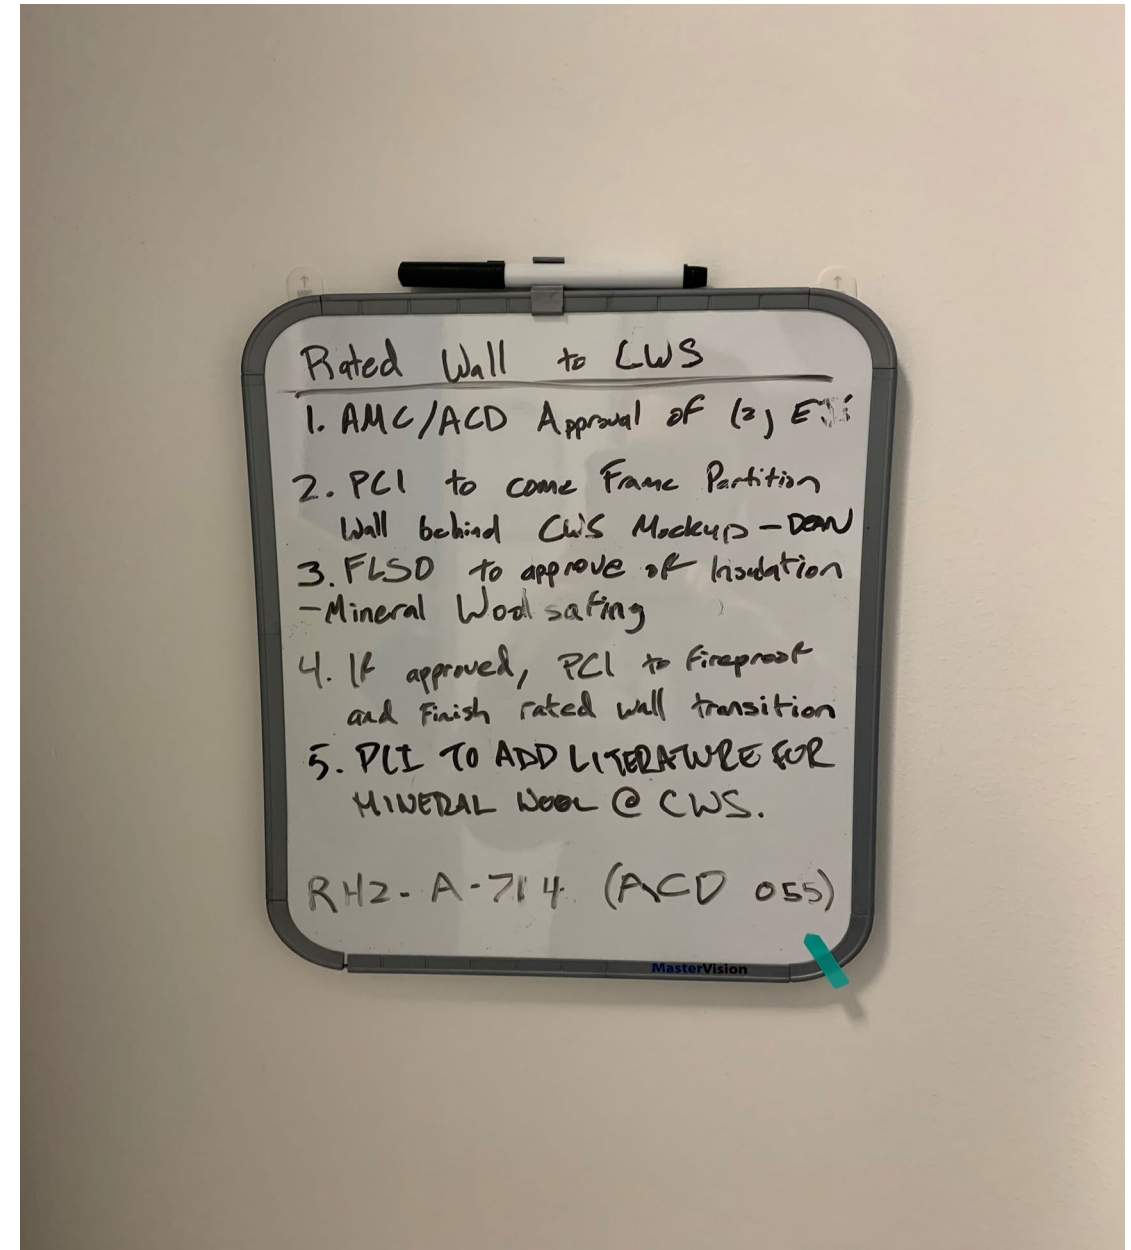 Rated Wall to CWS
1. AMC/ACD Approval of (2)
2. PCI to come Frame Partition
Wall behind CWS Mockup - DEAN
3. FLSD to approve of Insulation
- Mineral Wool safing
4. If approved, PCI to fireproof
and Finish rated wall transition
5. PCI TO ADD LITERATURE FOR
MINERAL WOOL @ CWS.
RH2-A-714 (ACD 055)
MasterVision